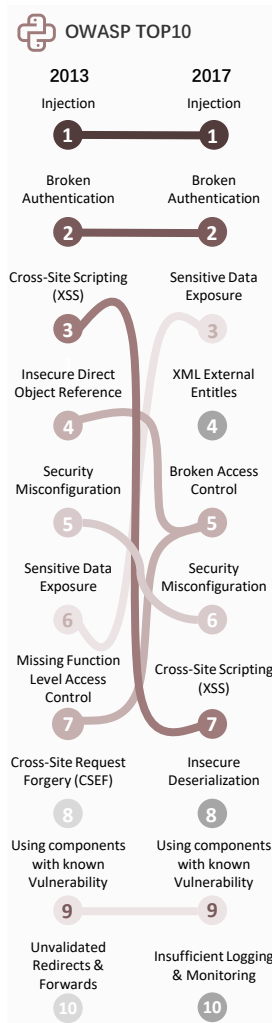 OWASP TOP10
2013
2017
Injection
Injection
1
1
Broken
Authentication
Broken
Authentication
2
2
Cross-Site Scripting
(XSS)
Sensitive Data
Exposure
3
3
Insecure Direct
Object Reference
XML External
Entitles
4
4
Security
Misconfiguration
Broken Access
Control
5
5
Sensitive Data
Exposure
Security
Misconfiguration
6
6
Missing Function
Level Access
Control
Cross-Site Scripting
(XSS)
7
7
Cross-Site Request
Forgery (CSEF)
Insecure
Deserialization
8
8
Using components
with known
Vulnerability
Using components
with known
Vulnerability
9
9
Unvalidated
Redirects &
Forwards
Insufficient Logging
& Monitoring
10
10